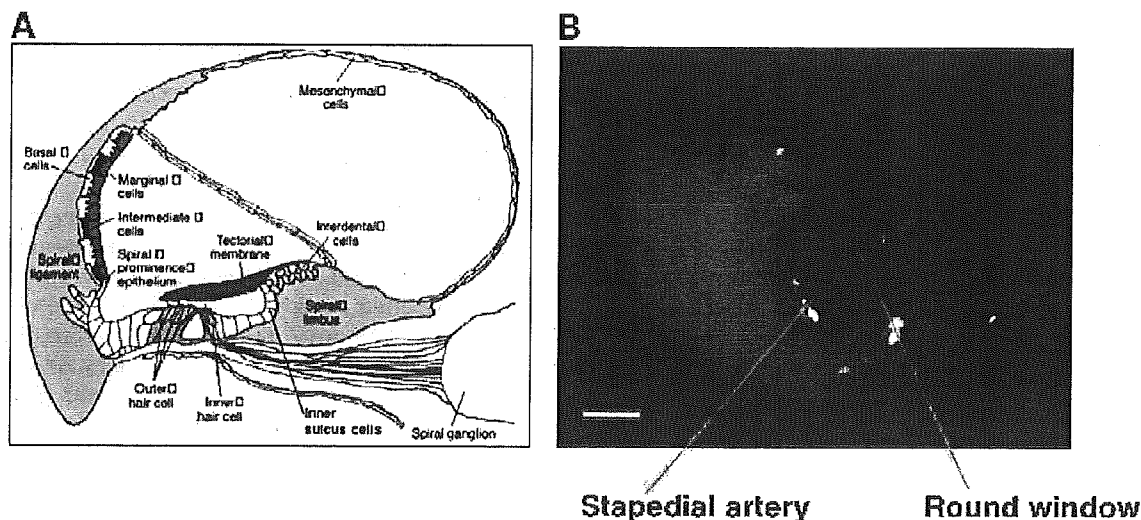 A
B
Mesenchymal□
cells
Basal □
cells
Marginal □
cells
Intermediate □
cells
Spiral□
ligament
Spiral □
prominence□
epithelium
Tectorial□
membrane
Interdental□
cells
Spiral□
limbus
Outer□
hair cell
Inner□
hair cell
Inner
sulcus cells
Spiral ganglion
Stapedial artery
Round window